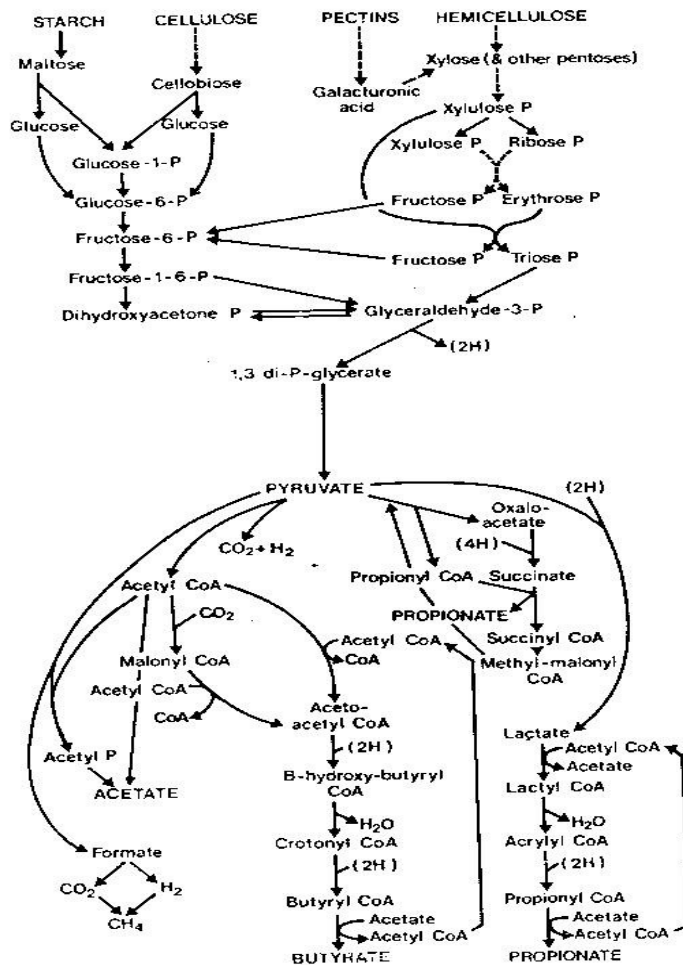 STARCH CELLULOSE PECTINS HEMICELLULOSE
Maltose Xylose (& other pentoses)
Cellobiose Galacturonic
acid
Glucose Glucose Xylulose P
Glucose-1-P Xylulose P Ribose P
Glucose-6-P Fructose P Erythrose P
Fructose-6-P
Fructose-1-6-P Fructose P Triose P
Dihydroxyacetone P Glyceraldehyde-3-P
(2H)
1,3 di-P-glycerate
PYRUVATE (2H)
Oxalo-
acetate
CO2 + H2 (4H)
Acetyl CoA Propionyl CoA Succinate
CO2 PROPIONATE
Acetyl CoA Succinyl CoA
Malonyl CoA CoA Methyl-malonyl
CoA
Acetyl CoA
CoA Aceto-
acetyl CoA Lactate
Acetyl P (2H) Acetyl CoA
Acetate
ACETATE B-hydroxy-butyryl
CoA Lactyl CoA
H2O H2O
Crotonyl CoA Acrylyl CoA
Formate (2H) (2H)
CO2 H2 Butyryl CoA Propionyl CoA
CH4 Acetate Acetate
Acetyl CoA Acetyl CoA
BUTYRATE PROPIONATE